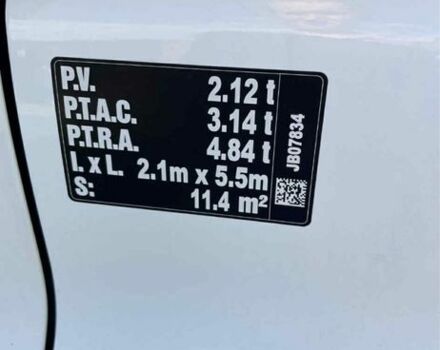 P.V. 2.12 t
P.T.A.C. 3.14 t
P.T.R.A. 4.84 t
l. x L. 2.1m x 5.5m
S: 11.4 m²
JB07834